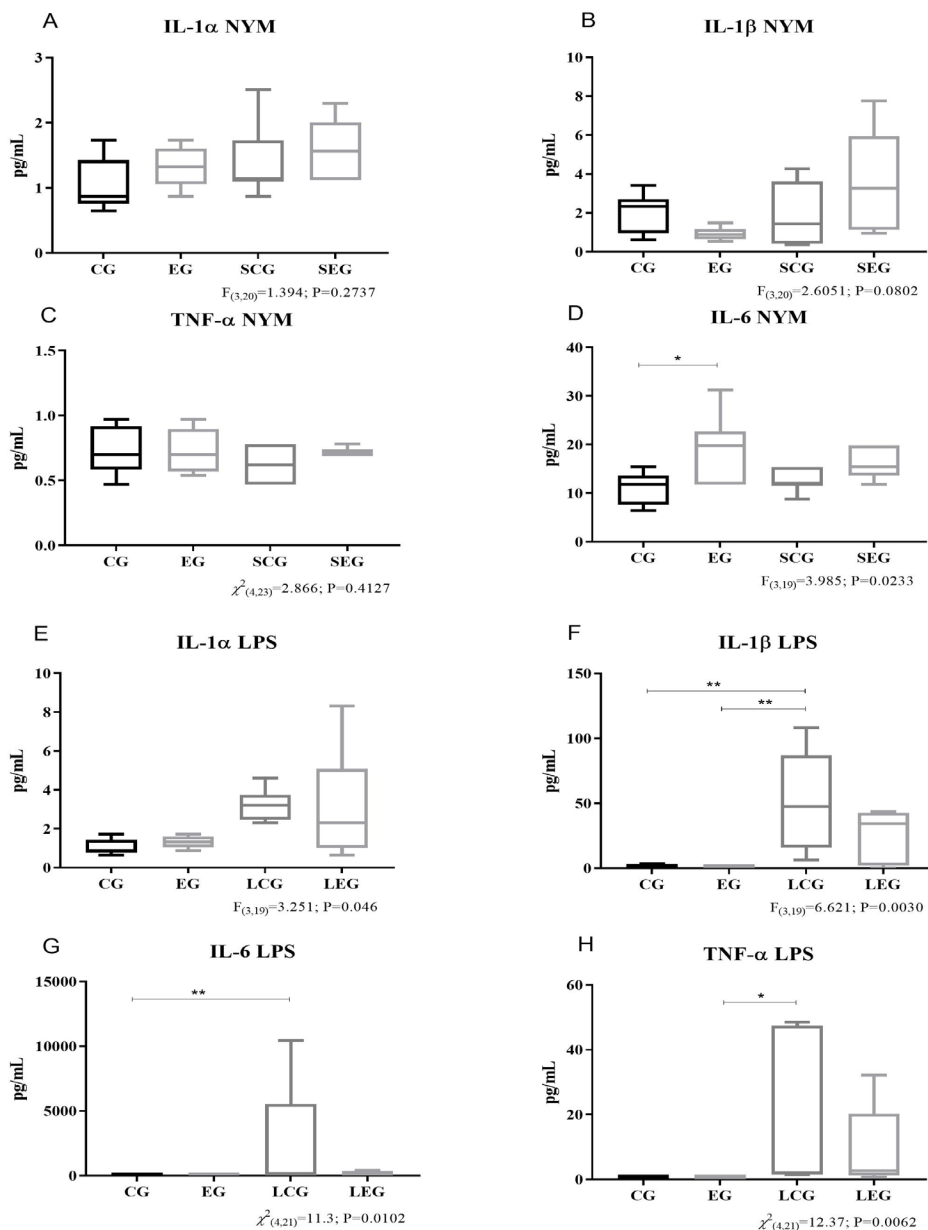 A
IL-1α NYM
pg/mL
3
2
1
0
CG EG SCG SEG
F(3,20)=1.394; P=0.2737
B
IL-1β NYM
pg/mL
10
8
6
4
2
0
CG EG SCG SEG
F(3,20)=2.6051; P=0.0802
C
TNF-α NYM
pg/mL
1.5
1.0
0.5
0.0
CG EG SCG SEG
χ²(4,23)=2.866; P=0.4127
D
IL-6 NYM
pg/mL
40
30
20
10
0
*
CG EG SCG SEG
F(3,19)=3.985; P=0.0233
E
IL-1α LPS
pg/mL
10
8
6
4
2
0
CG EG LCG LEG
F(3,19)=3.251; P=0.046
F
IL-1β LPS
pg/mL
150
100
50
0
**
**
CG EG LCG LEG
F(3,19)=6.621; P=0.0030
G
IL-6 LPS
pg/mL
15000
10000
5000
0
**
CG EG LCG LEG
χ²(4,21)=11.3; P=0.0102
H
TNF-α LPS
pg/mL
60
40
20
0
*
CG EG LCG LEG
χ²(4,21)=12.37; P=0.0062